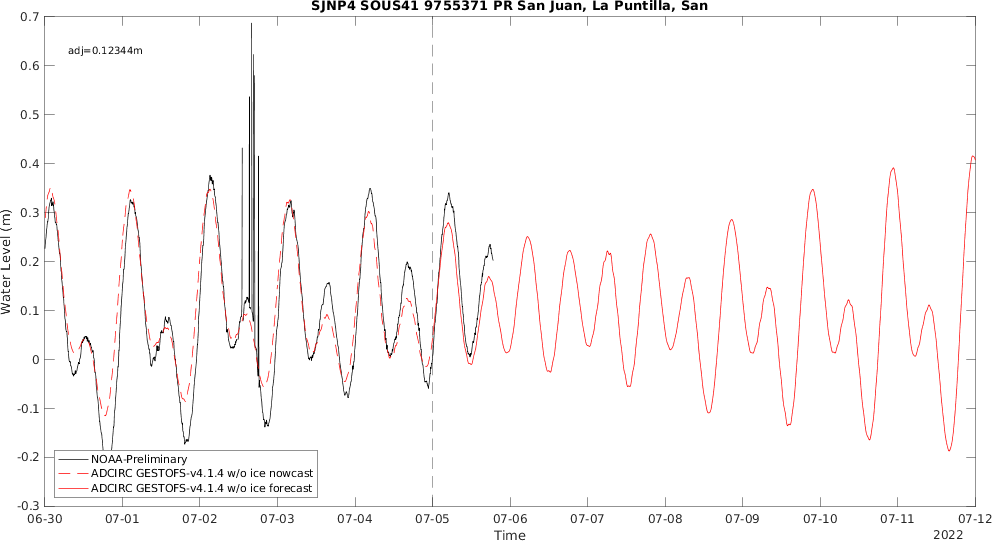 SJNP4 SOUS41 9755371 PR San Juan, La Puntilla, San
adj=0.12344m
Water Level (m)
0.7
0.6
0.5
0.4
0.3
0.2
0.1
0
-0.1
-0.2
-0.3
NOAA-Preliminary
ADCIRC GESTOFS-v4.1.4 w/o ice nowcast
ADCIRC GESTOFS-v4.1.4 w/o ice forecast
06-30 07-01 07-02 07-03 07-04 07-05 07-06 07-07 07-08 07-09 07-10 07-11 07-12
Time
2022